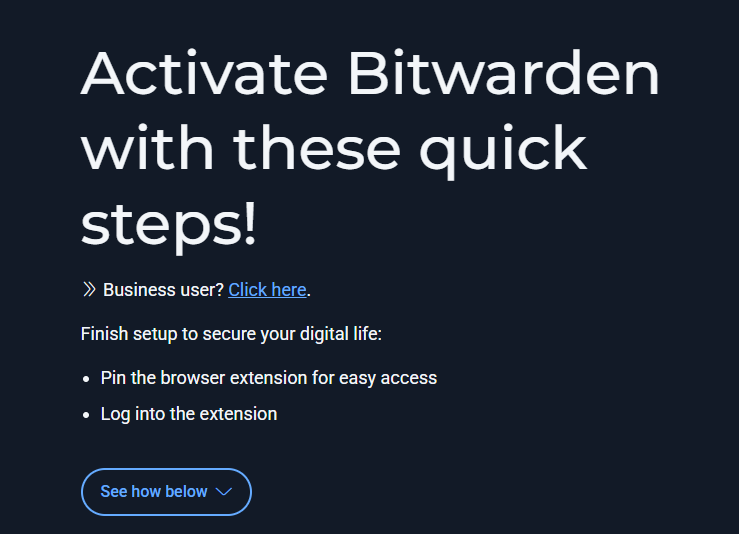 Activate Bitwarden
with these quick
steps!
Business user? Click here.
Finish setup to secure your digital life:
• Pin the browser extension for easy access
• Log into the extension
See how below